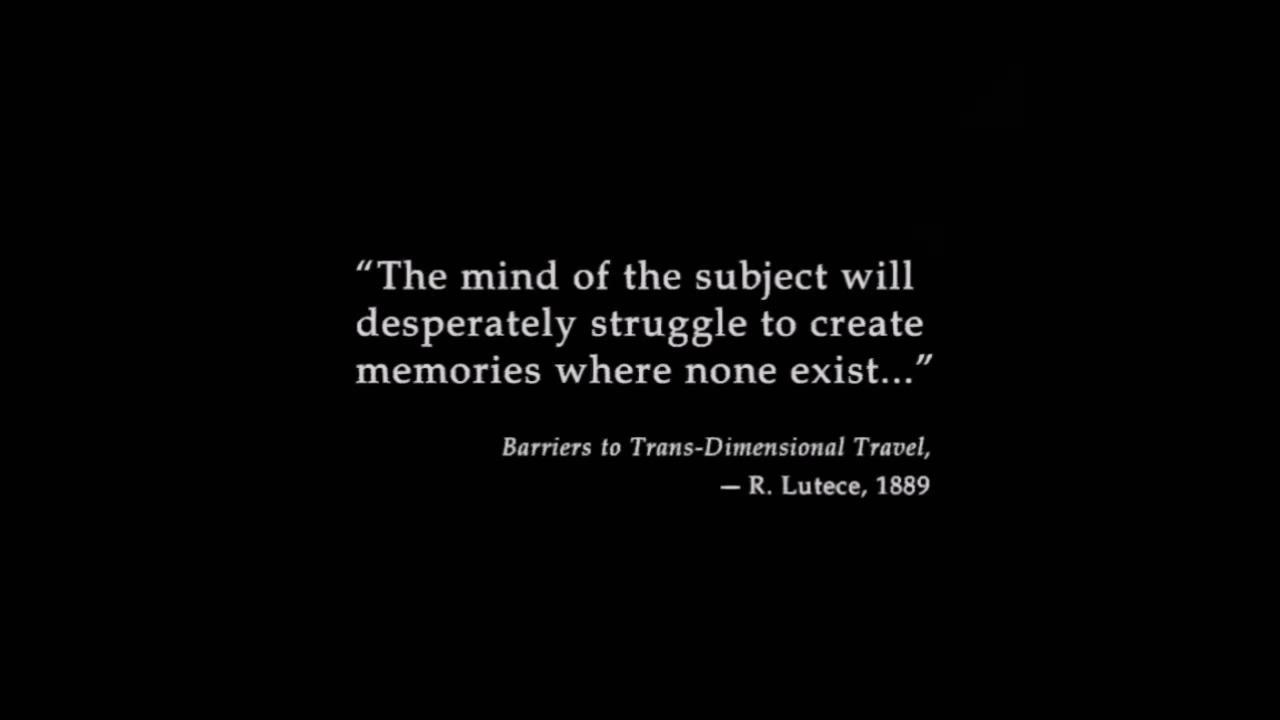 “The mind of the subject will
desperately struggle to create
memories where none exist...”
Barriers to Trans-Dimensional Travel,
— R. Lutece, 1889